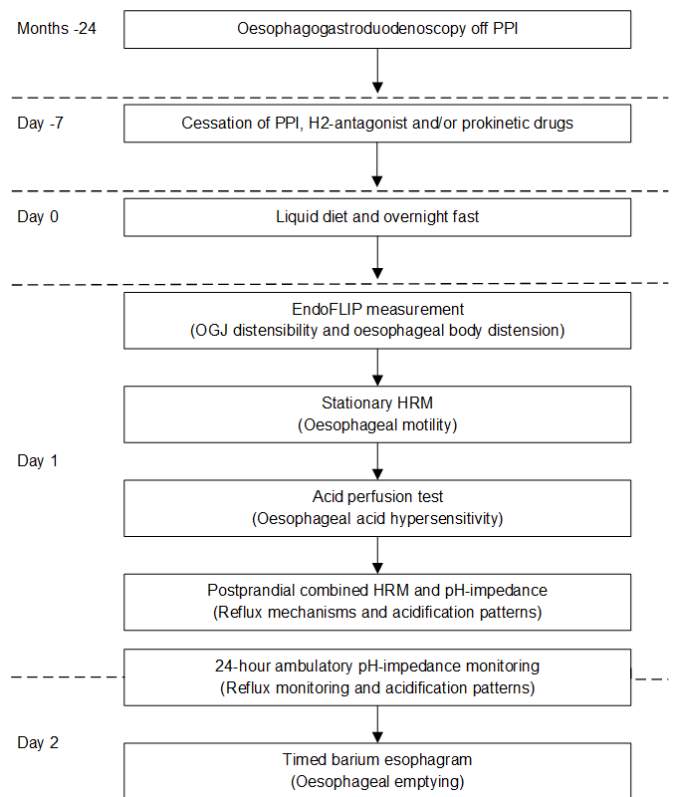 Months -24
Oesophagogastroduodenoscopy off PPI
Day -7
Cessation of PPI, H2-antagonist and/or prokinetic drugs
Day 0
Liquid diet and overnight fast
EndoFLIP measurement
(OGJ distensibility and oesophageal body distension)
Stationary HRM
(Oesophageal motility)
Day 1
Acid perfusion test
(Oesophageal acid hypersensitivity)
Postprandial combined HRM and pH-impedance
(Reflux mechanisms and acidification patterns)
24-hour ambulatory pH-impedance monitoring
(Reflux monitoring and acidification patterns)
Day 2
Timed barium esophagram
(Oesophageal emptying)